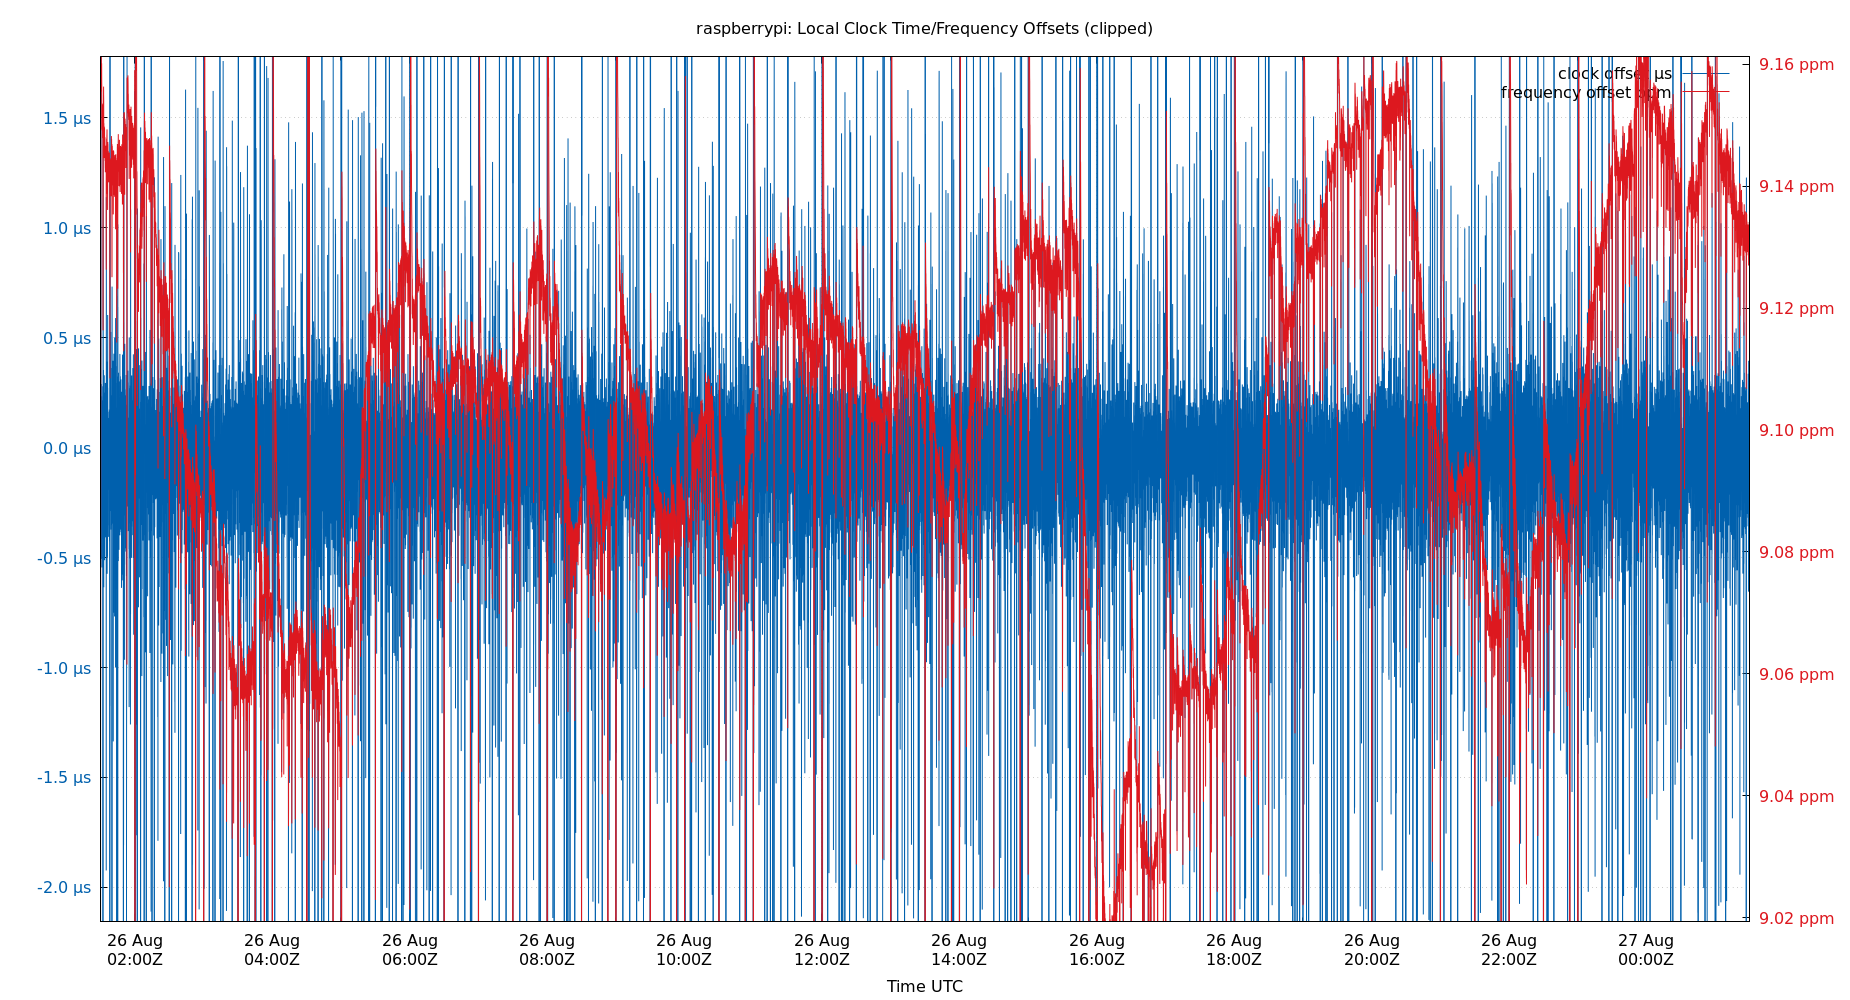 raspberrypi: Local Clock Time/Frequency Offsets (clipped)
clock offset µs
frequency offset ppm
1.5 µs
1.0 µs
0.5 µs
0.0 µs
-0.5 µs
-1.0 µs
-1.5 µs
-2.0 µs
9.16 ppm
9.14 ppm
9.12 ppm
9.10 ppm
9.08 ppm
9.06 ppm
9.04 ppm
9.02 ppm
26 Aug 26 Aug 26 Aug 26 Aug 26 Aug 26 Aug 26 Aug 26 Aug 26 Aug 26 Aug 26 Aug 27 Aug
02:00Z 04:00Z 06:00Z 08:00Z 10:00Z 12:00Z 14:00Z 16:00Z 18:00Z 20:00Z 22:00Z 00:00Z
Time UTC